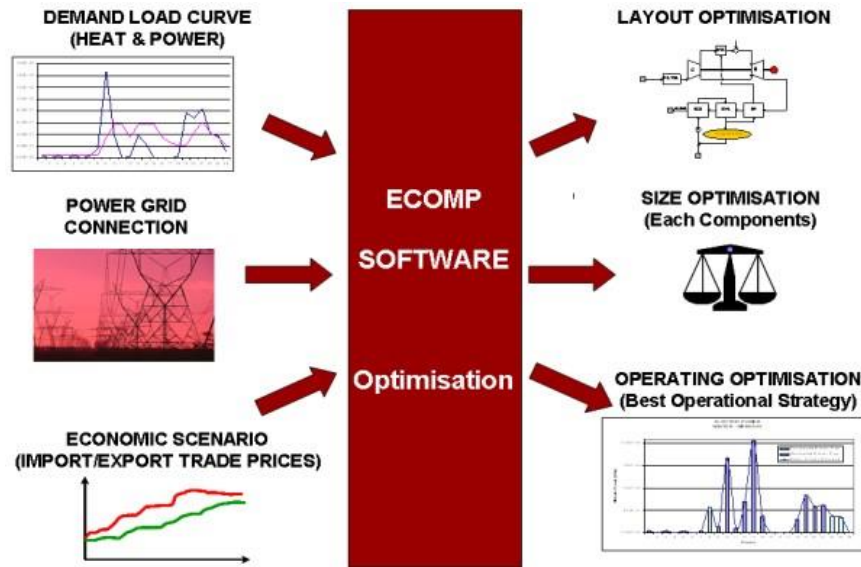 DEMAND LOAD CURVE
(HEAT & POWER)
POWER GRID
CONNECTION
ECONOMIC SCENARIO
(IMPORT/EXPORT TRADE PRICES)
ECOMP
SOFTWARE
Optimisation
LAYOUT OPTIMISATION
SIZE OPTIMISATION
(Each Components)
OPERATING OPTIMISATION
(Best Operational Strategy)